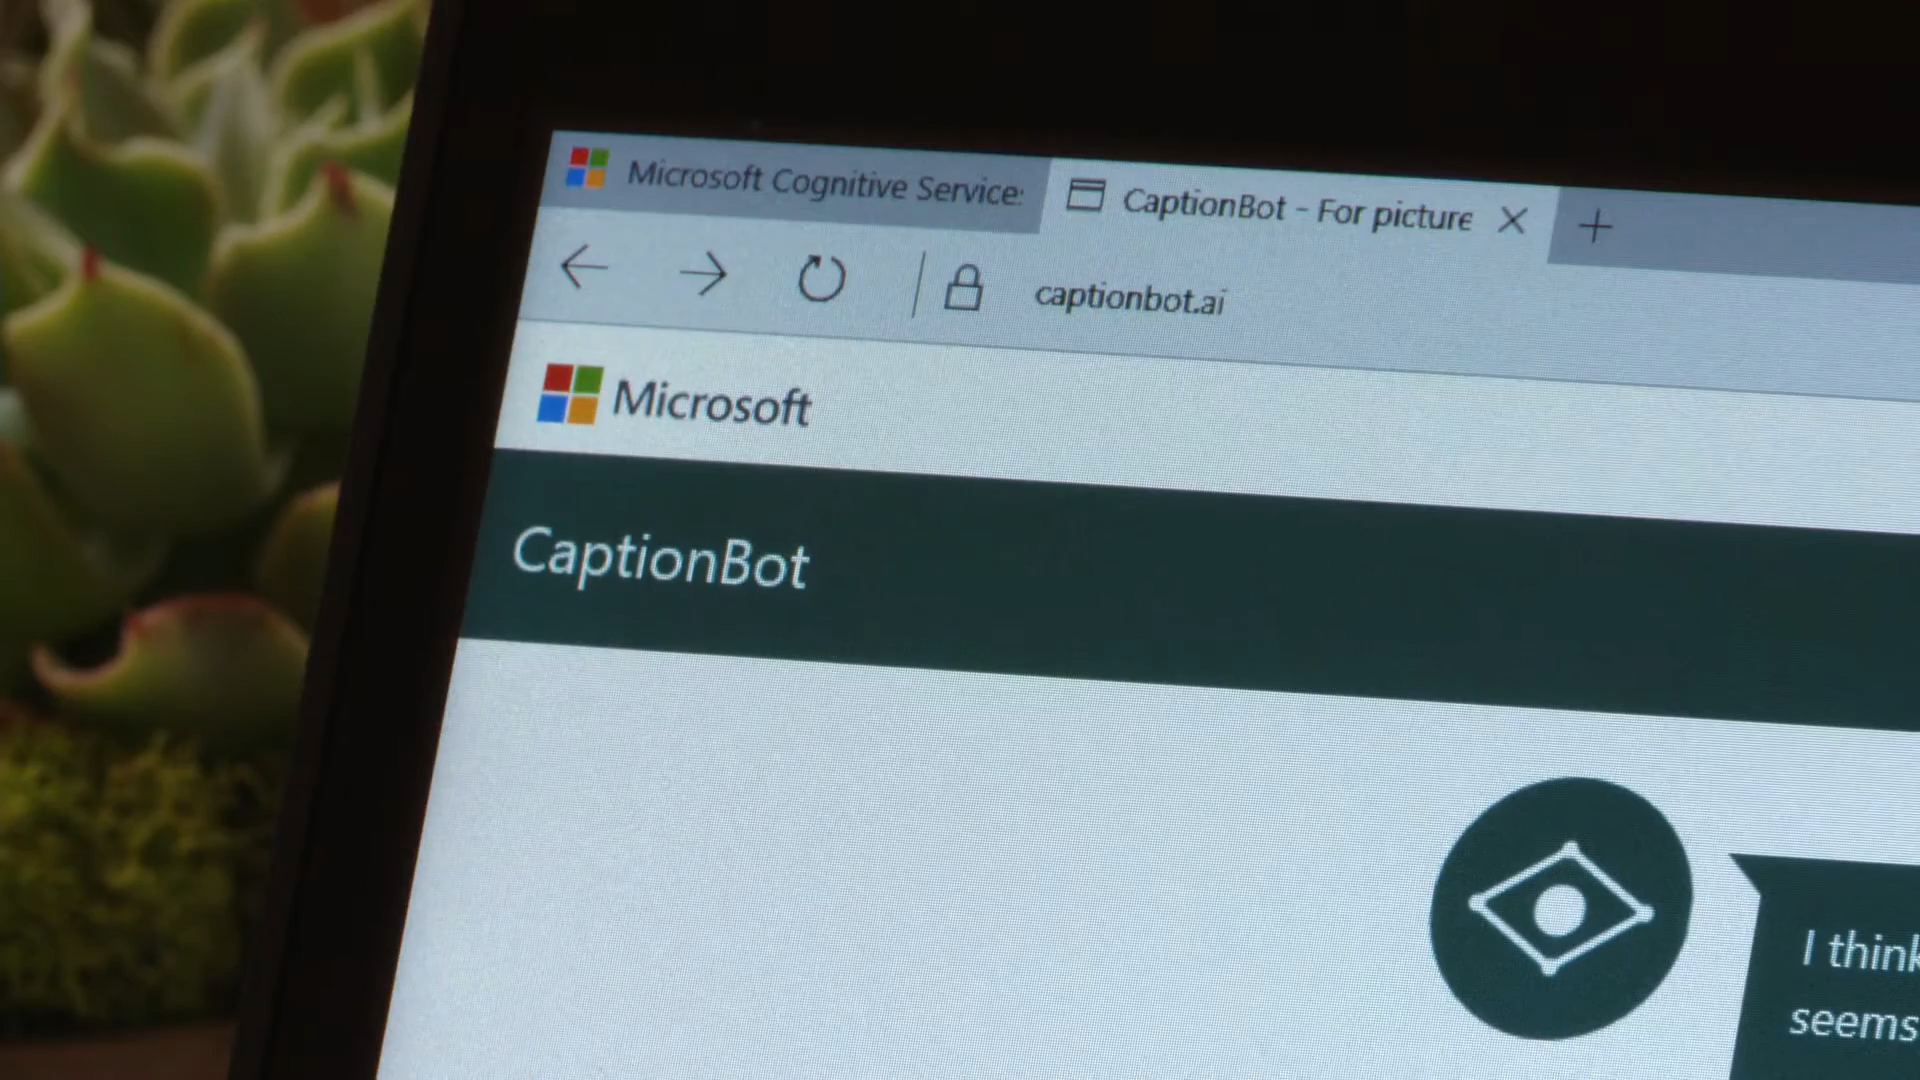 Microsoft Cognitive Service
CaptionBot - For picture
captionbot.ai
Microsoft
CaptionBot
I think
seems